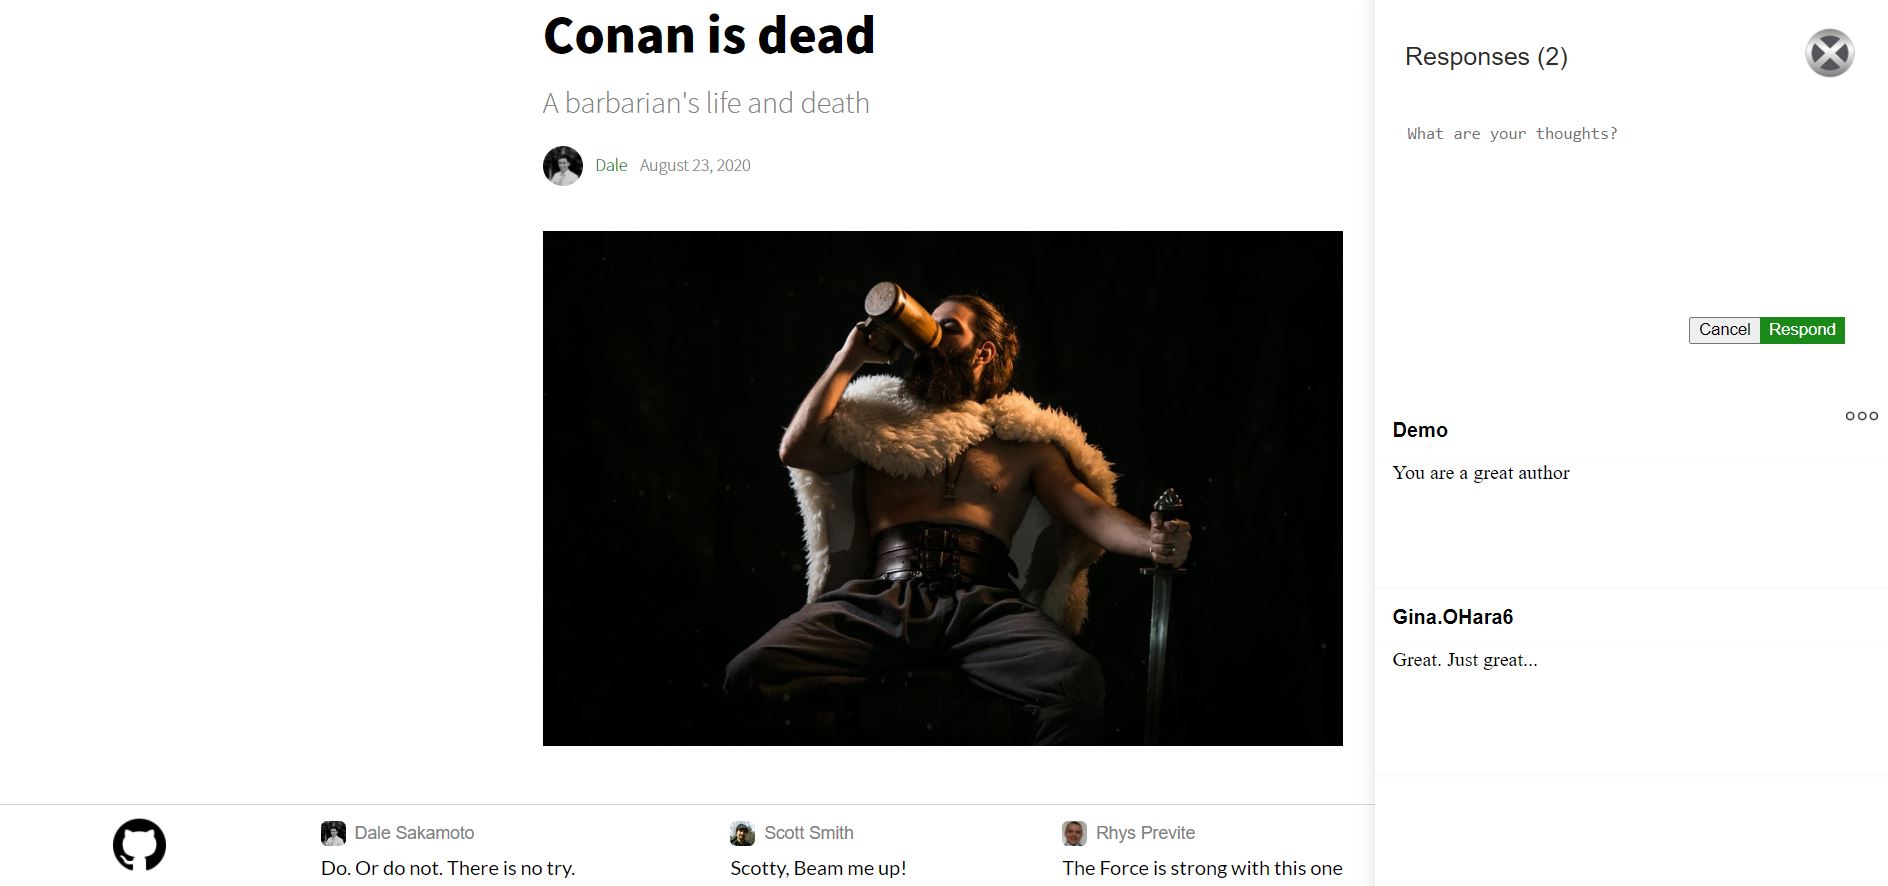 Conan is dead
A barbarian's life and death
Dale August 23, 2020
Responses (2)
What are your thoughts?
Cancel Respond
Demo
You are a great author
Gina.OHara6
Great. Just great...
Dale Sakamoto
Do. Or do not. There is no try.
Scott Smith
Scotty, Beam me up!
Rhys Previte
The Force is strong with this one